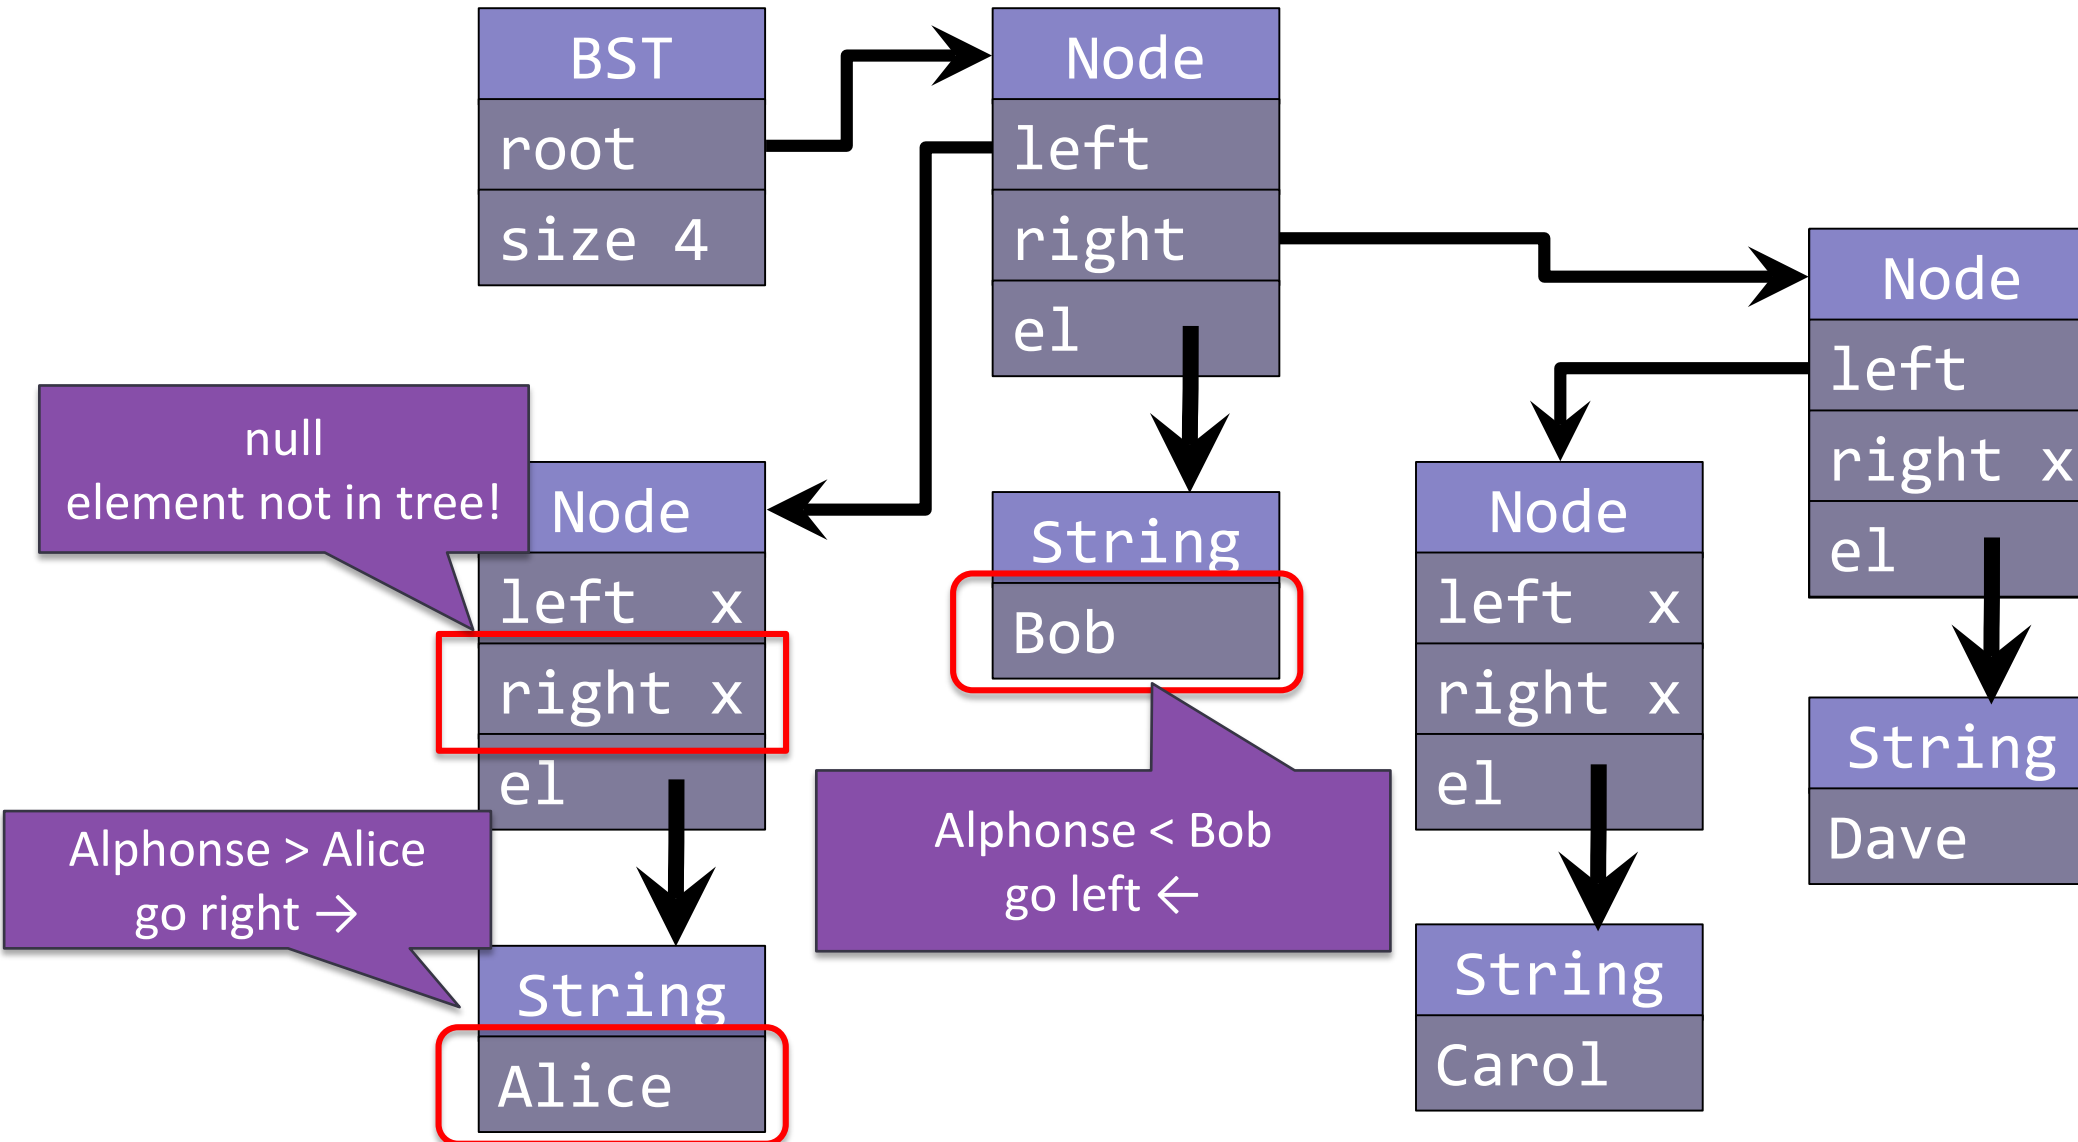 BST
root
size 4
Node
left
right
el
Node
left
right x
el
null
element not in tree!
Node
left x
right x
el
String
Bob
Node
left x
right x
el
String
Dave
Alphonse > Alice
go right →
Alphonse < Bob
go left ←
String
Alice
String
Carol